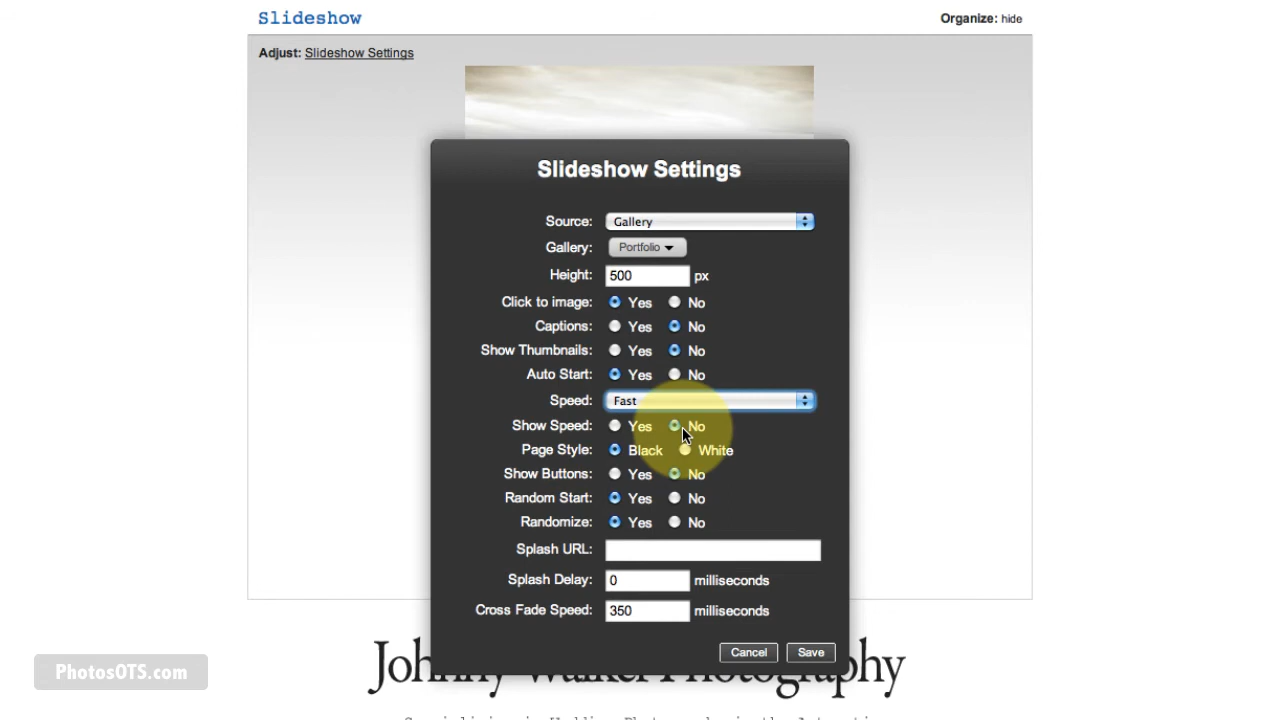 Slideshow
Organize: hide
Adjust: Slideshow Settings
Slideshow Settings
Source: Gallery
Gallery: Portfolio
Height: 500 px
Click to image: Yes No
Captions: Yes No
Show Thumbnails: Yes No
Auto Start: Yes No
Speed: Fast
Show Speed: Yes No
Page Style: Black White
Show Buttons: Yes No
Random Start: Yes No
Randomize: Yes No
Splash URL:
Splash Delay: 0 milliseconds
Cross Fade Speed: 350 milliseconds
Cancel Save
PhotosOTS.com